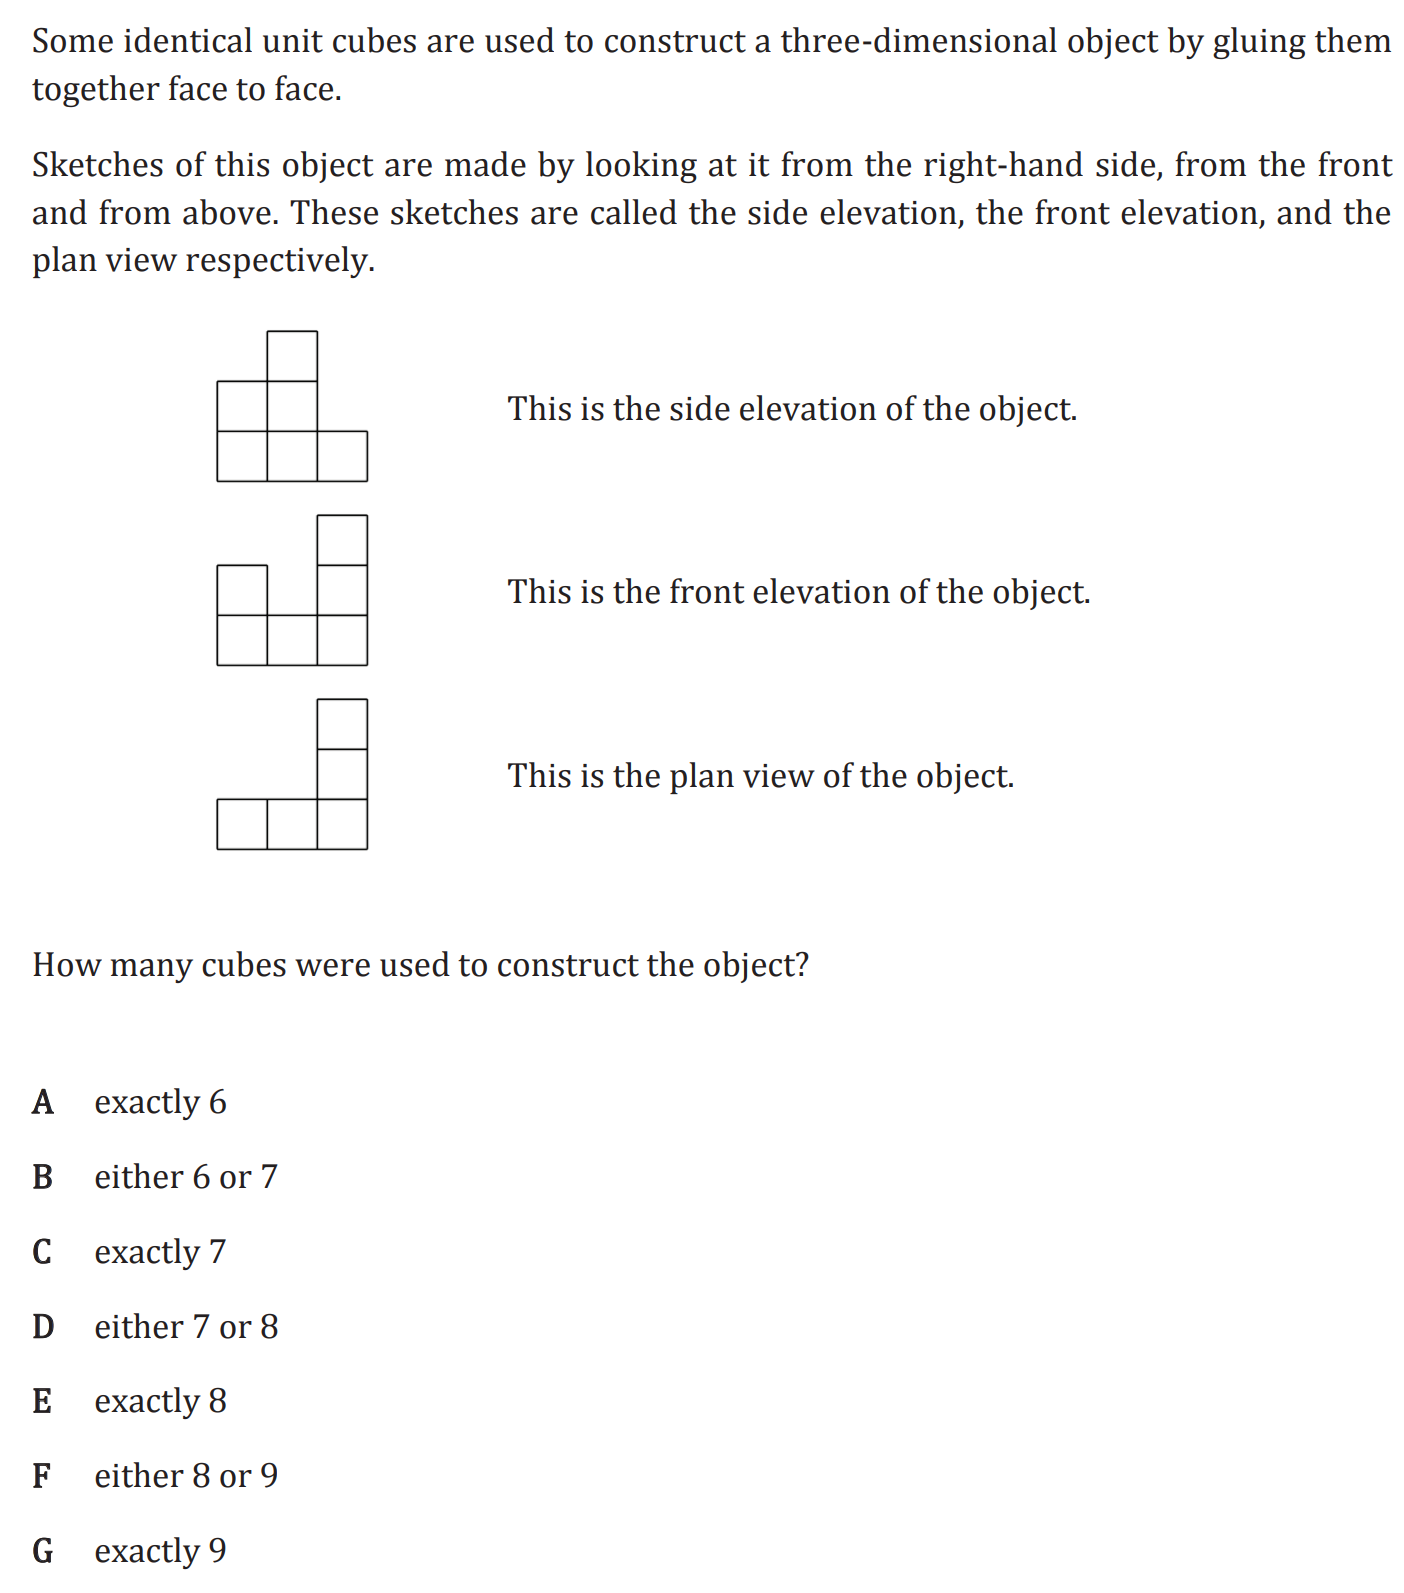 Some identical unit cubes are used to construct a three-dimensional object by gluing them
together face to face.
Sketches of this object are made by looking at it from the right-hand side, from the front
and from above. These sketches are called the side elevation, the front elevation, and the
plan view respectively.
This is the side elevation of the object.
This is the front elevation of the object.
This is the plan view of the object.
How many cubes were used to construct the object?
A exactly 6
B either 6 or 7
C exactly 7
D either 7 or 8
E exactly 8
F either 8 or 9
G exactly 9